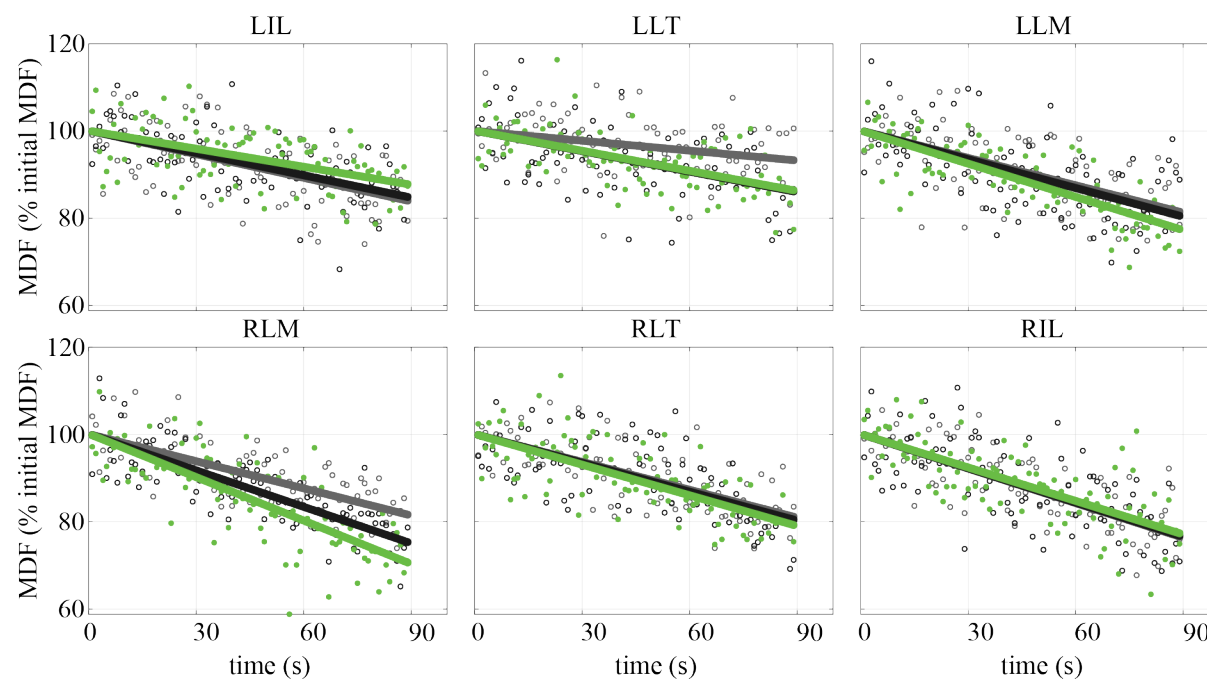 LIL LLT LLM
120
100
80
60
MDF (% initial MDF)
RLM RLT RIL
120
100
80
60
MDF (% initial MDF)
0 30 60 90 0 30 60 90 0 30 60 90
time (s) time (s) time (s)